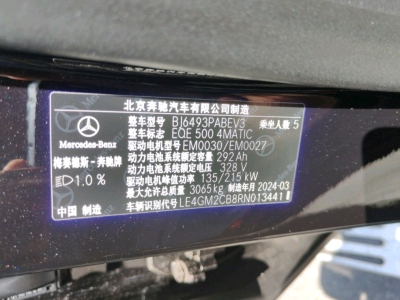 北京奔驰汽车有限公司制造
整车型号 BJ6493PABEV3 乘坐人数 5
整车标志 EQE 500 4MATIC
驱动电机型号 EM0030/EM0027
动力电池系统额定容量 292Ah
动力电池系统额定电压 328 V
驱动电机峰值功率 135/215 kW
最大允许总质量 3065kg 制造年月 2024-03
车辆识别代号 LE4GM2CB8RN013441
Mercedes-Benz
梅赛德斯-奔驰牌
1.0 %
中国 制造